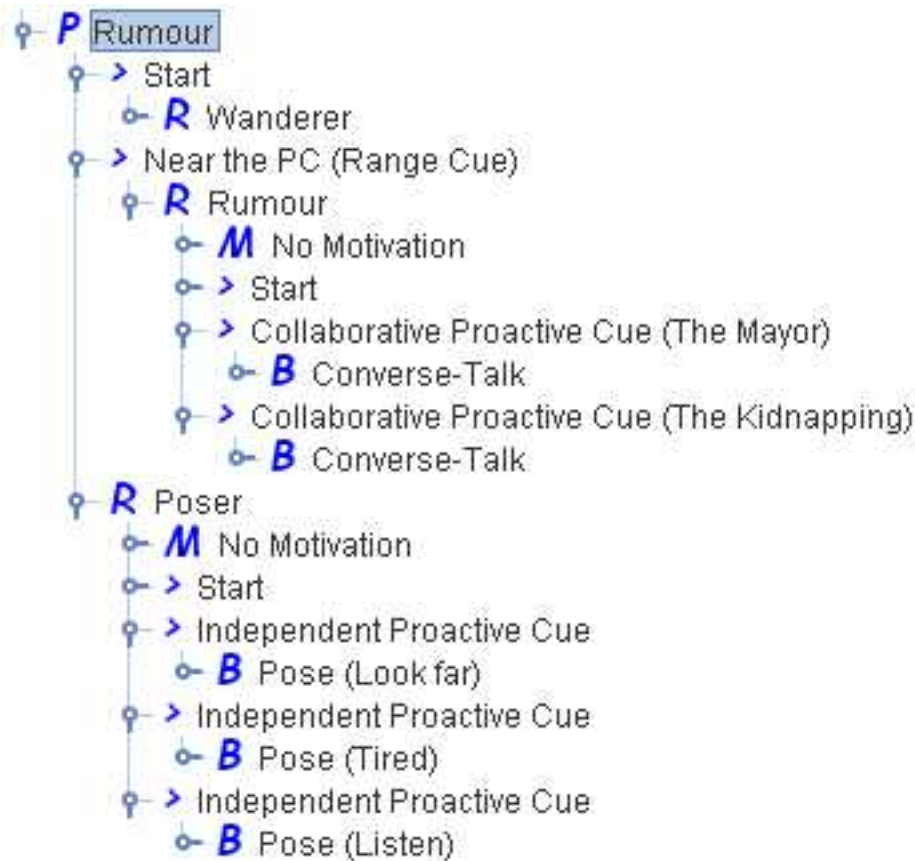 P Rumour
> Start
R Wanderer
> Near the PC (Range Cue)
R Rumour
M No Motivation
> Start
> Collaborative Proactive Cue (The Mayor)
B Converse-Talk
> Collaborative Proactive Cue (The Kidnapping)
B Converse-Talk
R Poser
M No Motivation
> Start
> Independent Proactive Cue
B Pose (Look far)
> Independent Proactive Cue
B Pose (Tired)
> Independent Proactive Cue
B Pose (Listen)